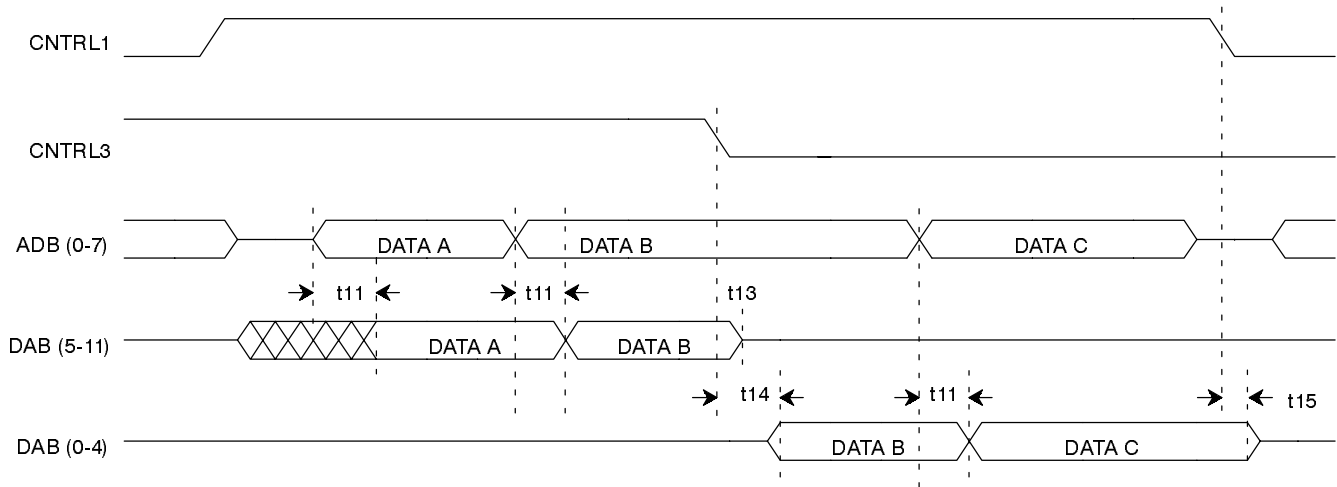 CNTRL1
CNTRL3
ADB (0-7) DATA A DATA B DATA C
t11 t11 t13
DAB (5-11) DATA A DATA B
t14 t11 t15
DAB (0-4) DATA B DATA C